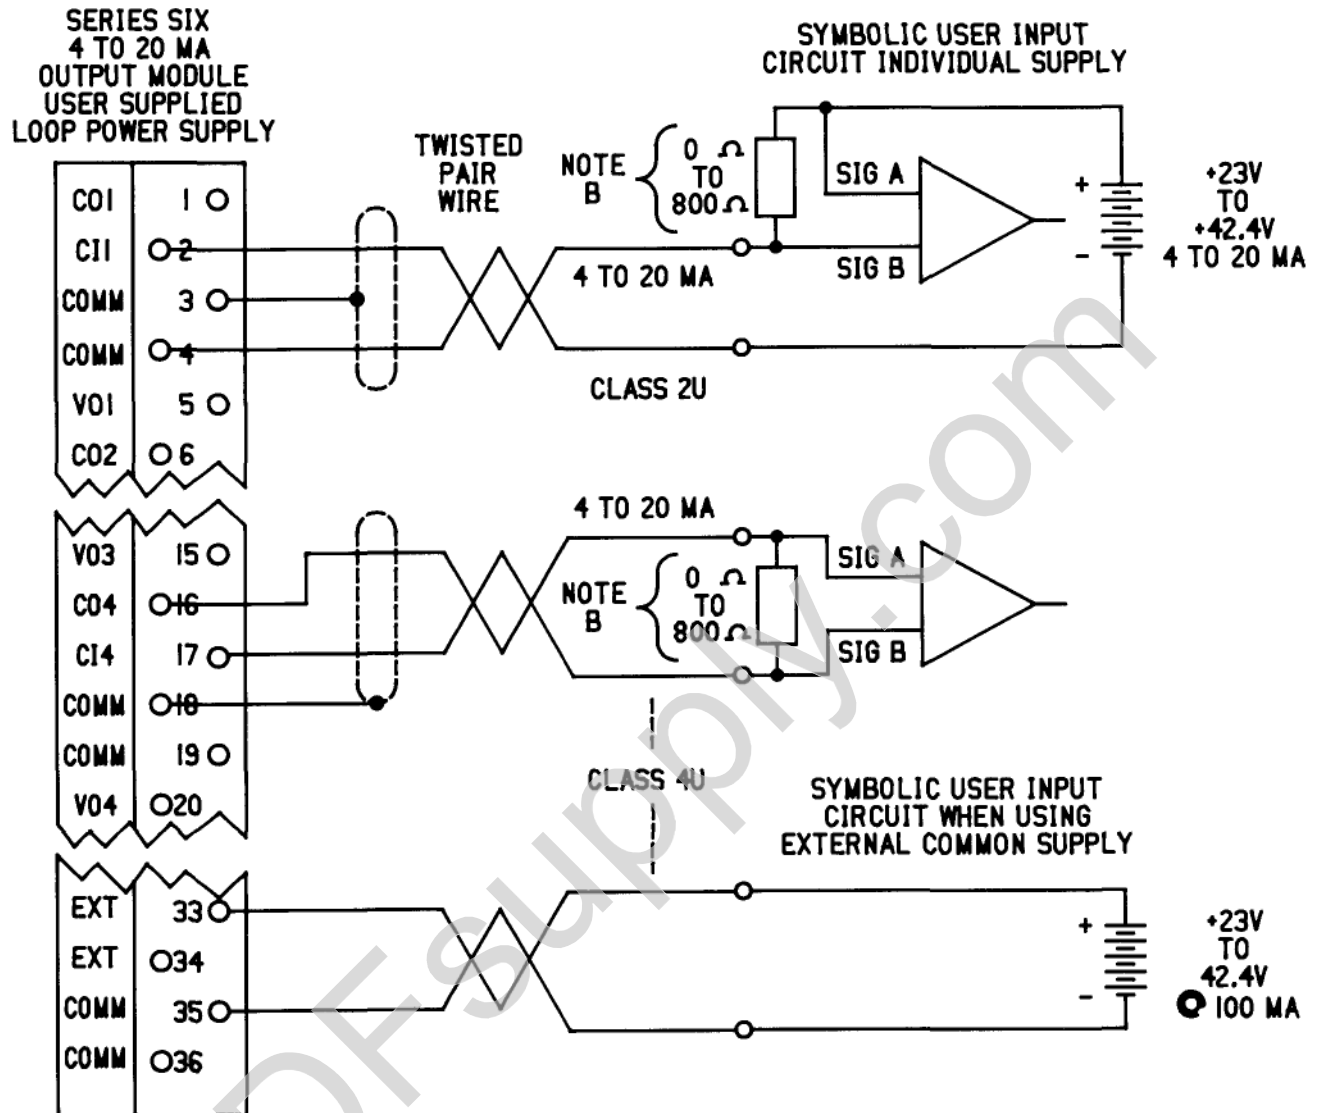 SERIES SIX
4 TO 20 MA
OUTPUT MODULE
USER SUPPLIED
LOOP POWER SUPPLY
SYMBOLIC USER INPUT
CIRCUIT INDIVIDUAL SUPPLY
TWISTED
PAIR
WIRE
NOTE
B
0 Ω
TO
800 Ω
SIG A
SIG B
+
-
+23V
TO
+42.4V
4 TO 20 MA
4 TO 20 MA
CLASS 2U
CO1 1
CI1 2
COMM 3
COMM 4
VO1 5
CO2 6
VO3 15
CO4 16
CI4 17
COMM 18
COMM 19
VO4 20
4 TO 20 MA
NOTE
B
0 Ω
TO
800 Ω
SIG A
SIG B
CLASS 4U
SYMBOLIC USER INPUT
CIRCUIT WHEN USING
EXTERNAL COMMON SUPPLY
EXT 33
EXT 34
COMM 35
COMM 36
+
-
+23V
TO
42.4V
@ 100 MA
PDFsupply.com